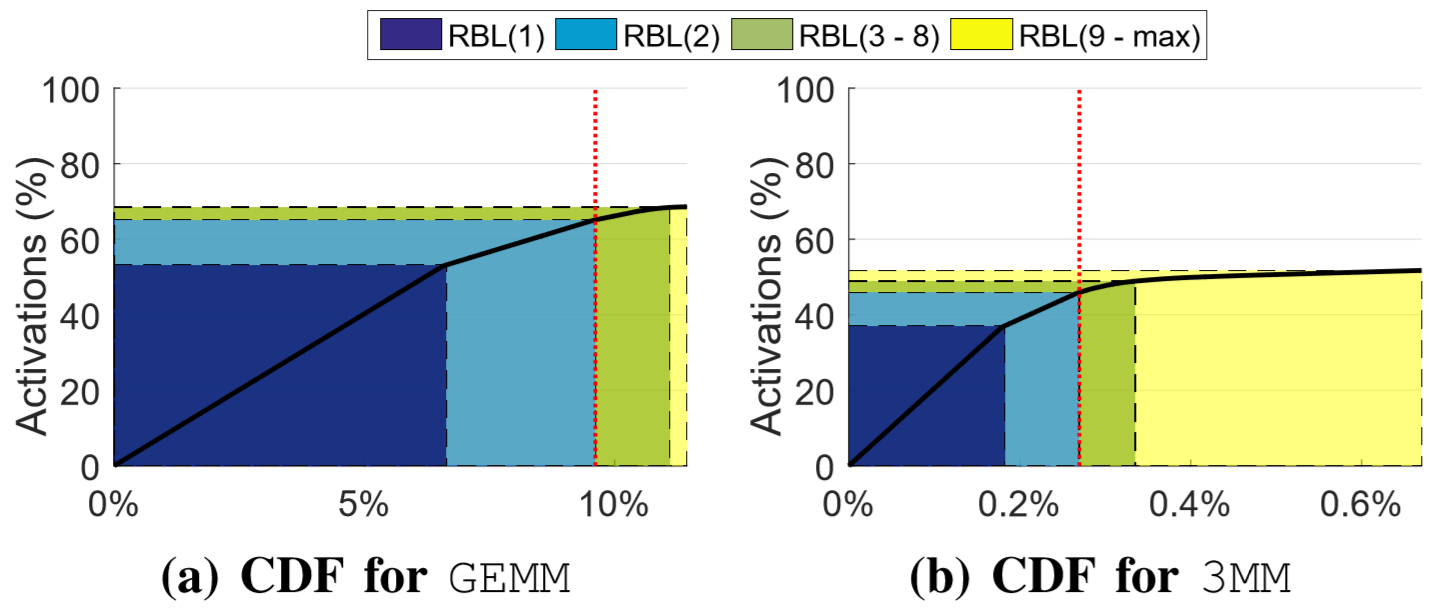 RBL(1) RBL(2) RBL(3 - 8) RBL(9 - max)
Activations (%)
100
80
60
40
20
0
0% 5% 10%
(a) CDF for GEMM
Activations (%)
100
80
60
40
20
0
0% 0.2% 0.4% 0.6%
(b) CDF for 3MM